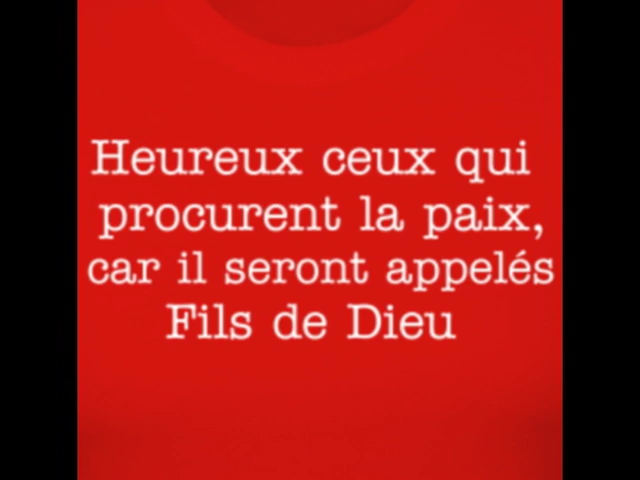 Heureux ceux qui
procurent la paix,
car il seront appelés
Fils de Dieu